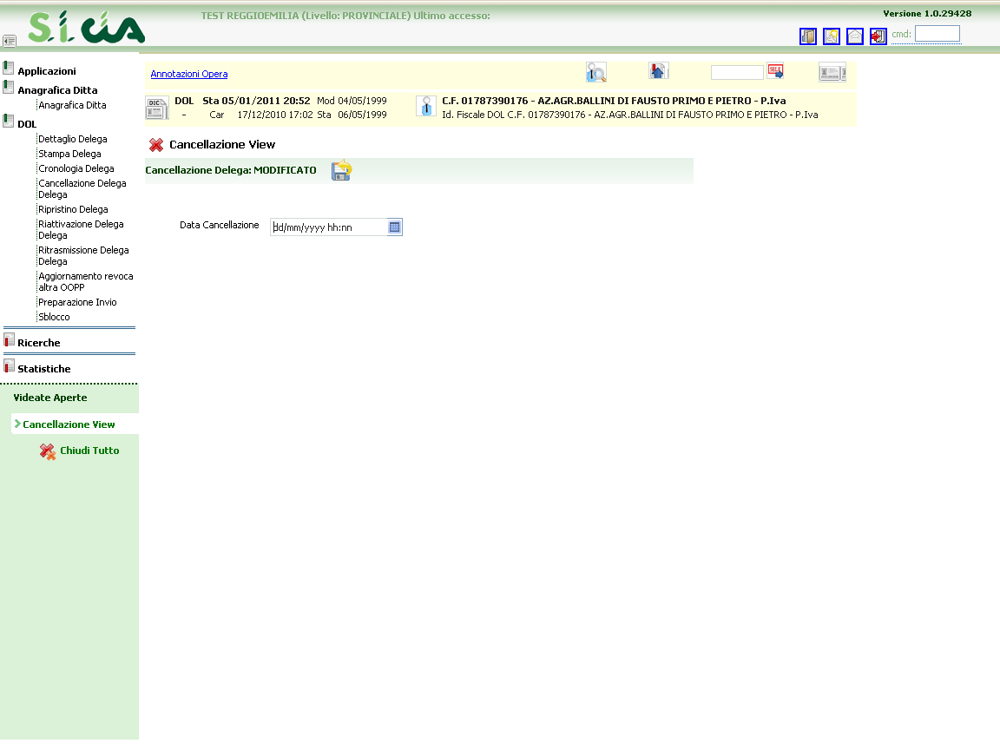 S.I. CIA
TEST REGGIOEMILIA (Livello: PROVINCIALE) Ultimo accesso:
Versione 1.0.29428
cmd:
Applicazioni
Anagrafica Ditta
Anagrafica Ditta
DOL
Dettaglio Delega
Stampa Delega
Cronologia Delega
Cancellazione Delega
Delega
Ripristino Delega
Riattivazione Delega
Delega
Ritrasmissione Delega
Delega
Aggiornamento revoca
altra OOPP
Preparazione Invio
Sblocco
Ricerche
Statistiche
Videate Aperte
Cancellazione View
Chiudi Tutto
Annotazioni Opera
SELE
DIC
DOL Sta 05/01/2011 20:52 Mod 04/05/1999
- Car 17/12/2010 17:02 Sta 06/05/1999
C.F. 01787390176 - AZ.AGR.BALLINI DI FAUSTO PRIMO E PIETRO - P.Iva
Id. Fiscale DOL C.F. 01787390176 - AZ.AGR.BALLINI DI FAUSTO PRIMO E PIETRO - P.Iva
Cancellazione View
Cancellazione Delega: MODIFICATO
Data Cancellazione dd/mm/yyyy hh:nn